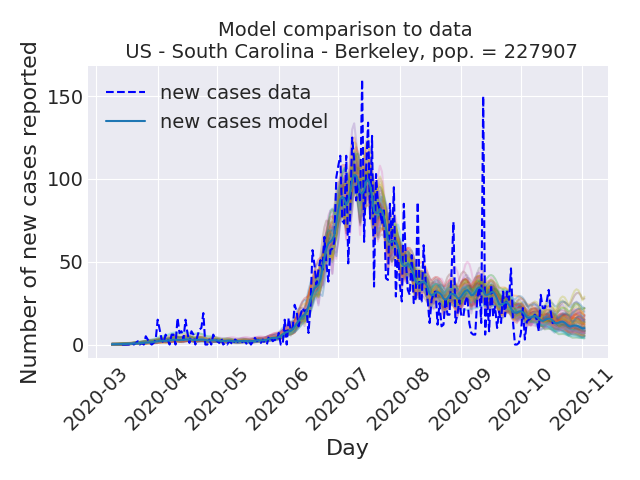 Model comparison to data
US - South Carolina - Berkeley, pop. = 227907
Number of new cases reported
150
100
50
0
new cases data
new cases model
2020-03
2020-04
2020-05
2020-06
2020-07
2020-08
2020-09
2020-10
2020-11
Day